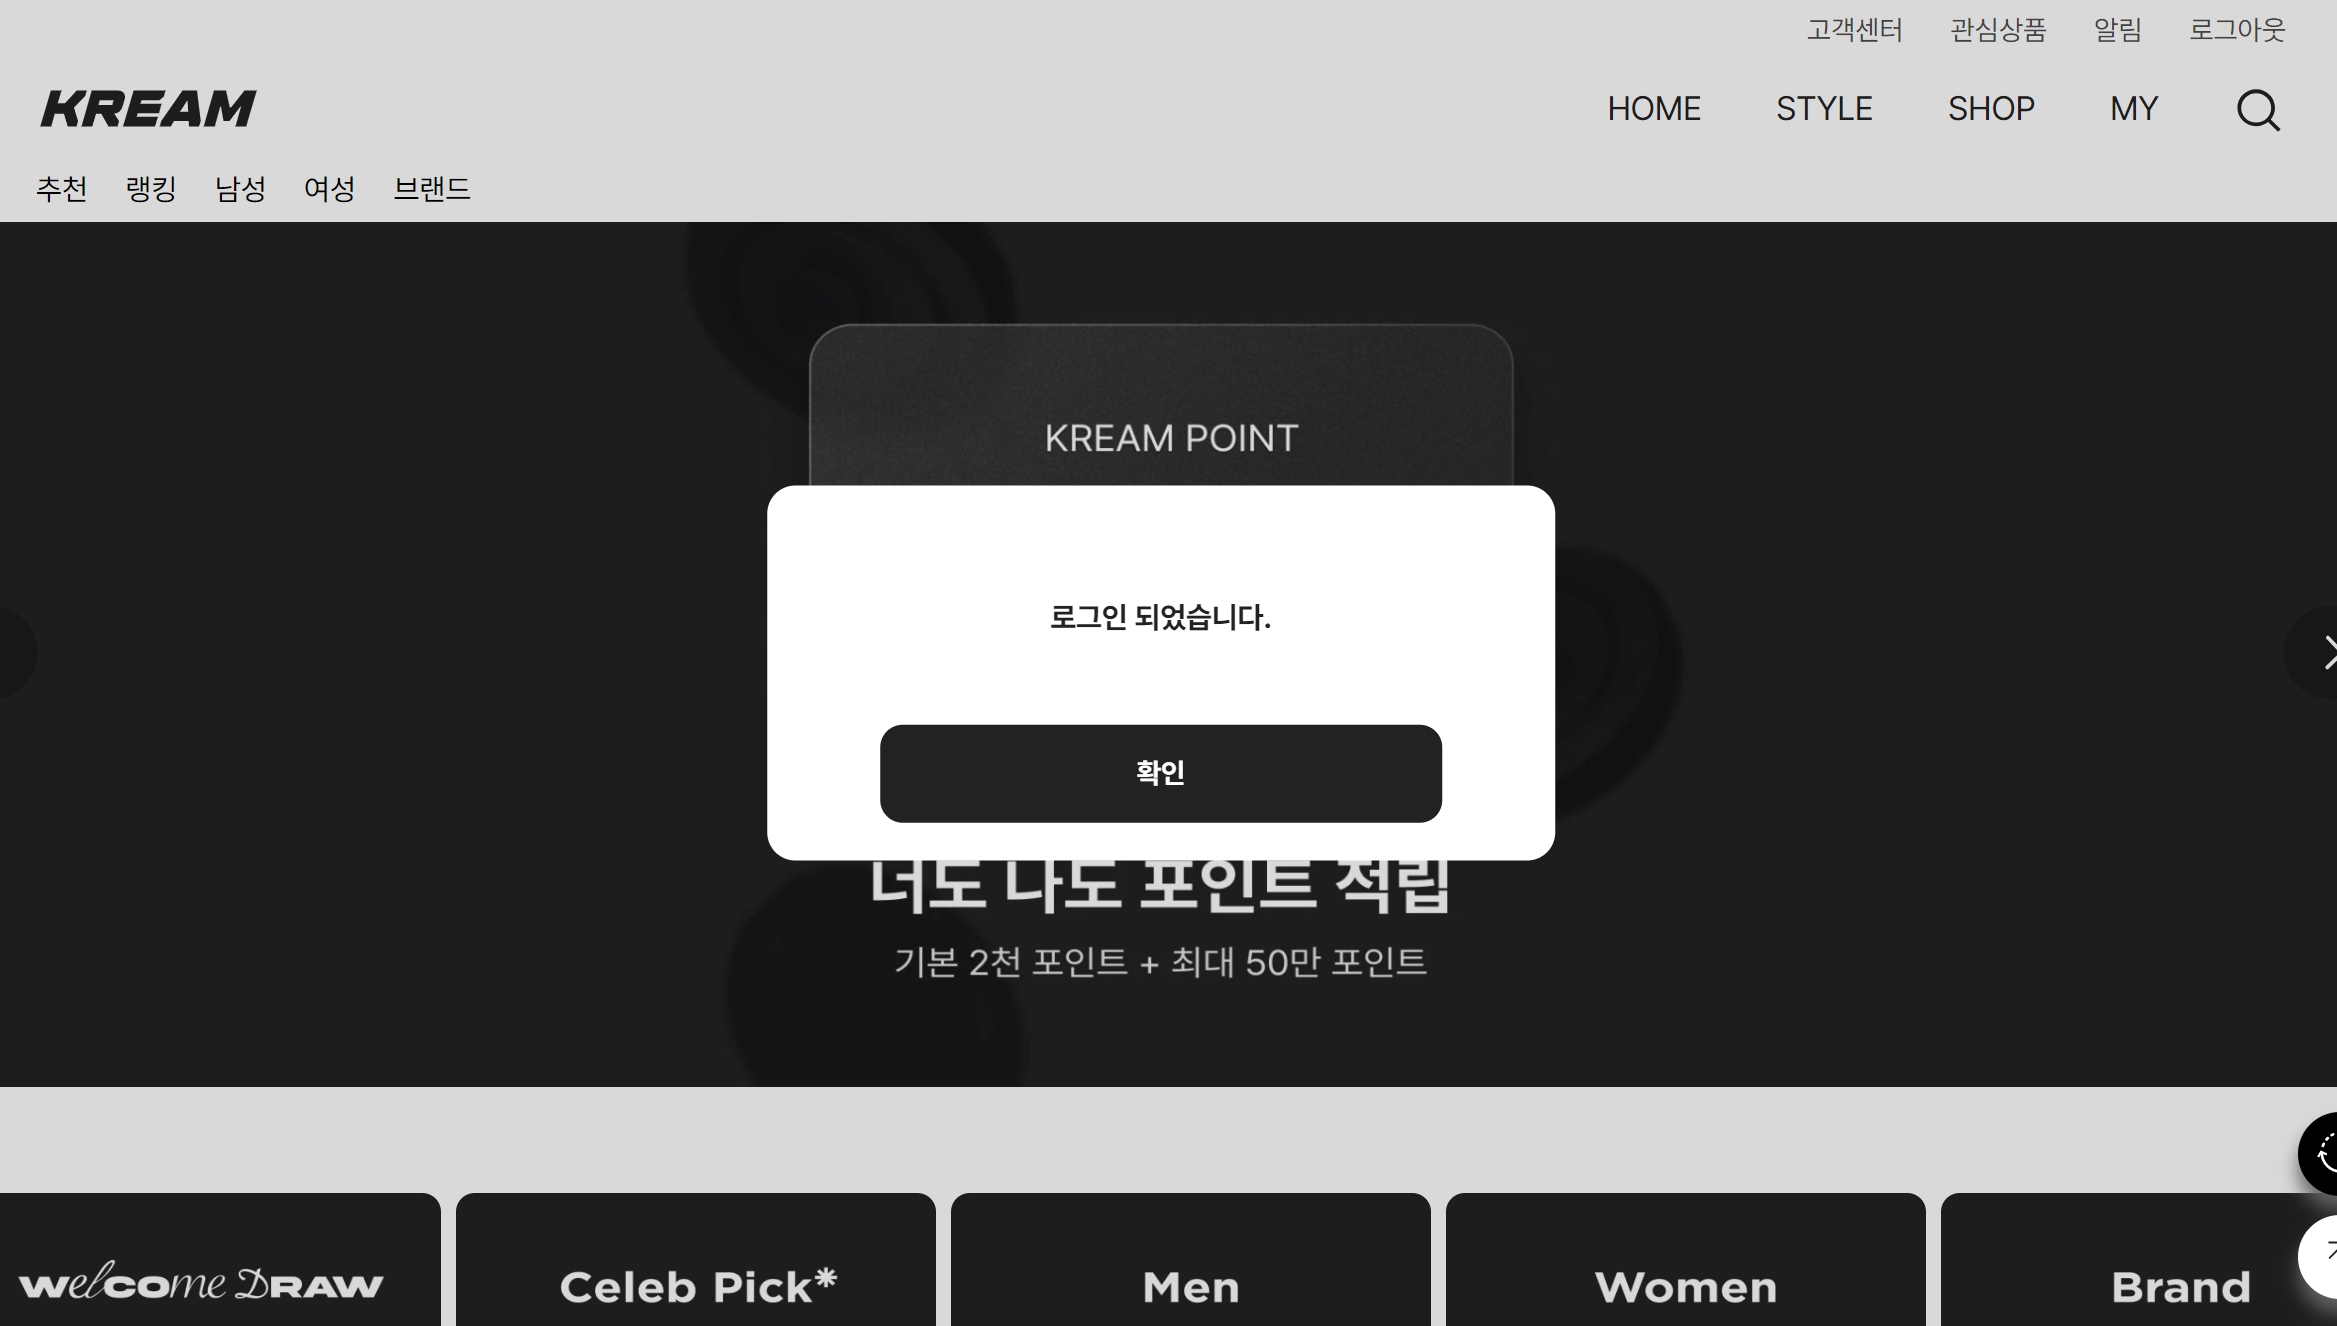 고객센터 관심상품 알림 로그아웃
KREAM
HOME STYLE SHOP MY
추천 랭킹 남성 여성 브랜드
KREAM POINT
로그인 되었습니다.
확인
너도 나도 포인트 적립
기본 2천 포인트 + 최대 50만 포인트
welcome DRAW
Celeb Pick*
Men
Women
Brand